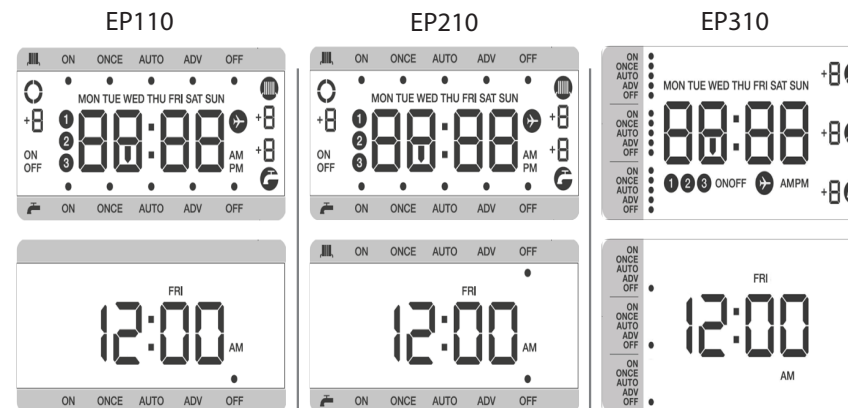 EP110
ON ONCE AUTO ADV OFF
MON TUE WED THU FRI SAT SUN
+8
1
2
3
88:88
+8
+8
ON
OFF
AM
PM
ON ONCE AUTO ADV OFF
FRI
12:00
AM
ON ONCE AUTO ADV OFF
EP210
ON ONCE AUTO ADV OFF
MON TUE WED THU FRI SAT SUN
+8
1
2
3
88:88
+8
+8
ON
OFF
AM
PM
ON ONCE AUTO ADV OFF
ON ONCE AUTO ADV OFF
FRI
12:00
AM
ON ONCE AUTO ADV OFF
EP310
ON
ONCE
AUTO
ADV
OFF
ON
ONCE
AUTO
ADV
OFF
ON
ONCE
AUTO
ADV
OFF
MON TUE WED THU FRI SAT SUN
88:88
1 2 3 ONOFF AMPM
+8
+8
+8
ON
ONCE
AUTO
ADV
OFF
ON
ONCE
AUTO
ADV
OFF
ON
ONCE
AUTO
ADV
OFF
FRI
12:00
AM